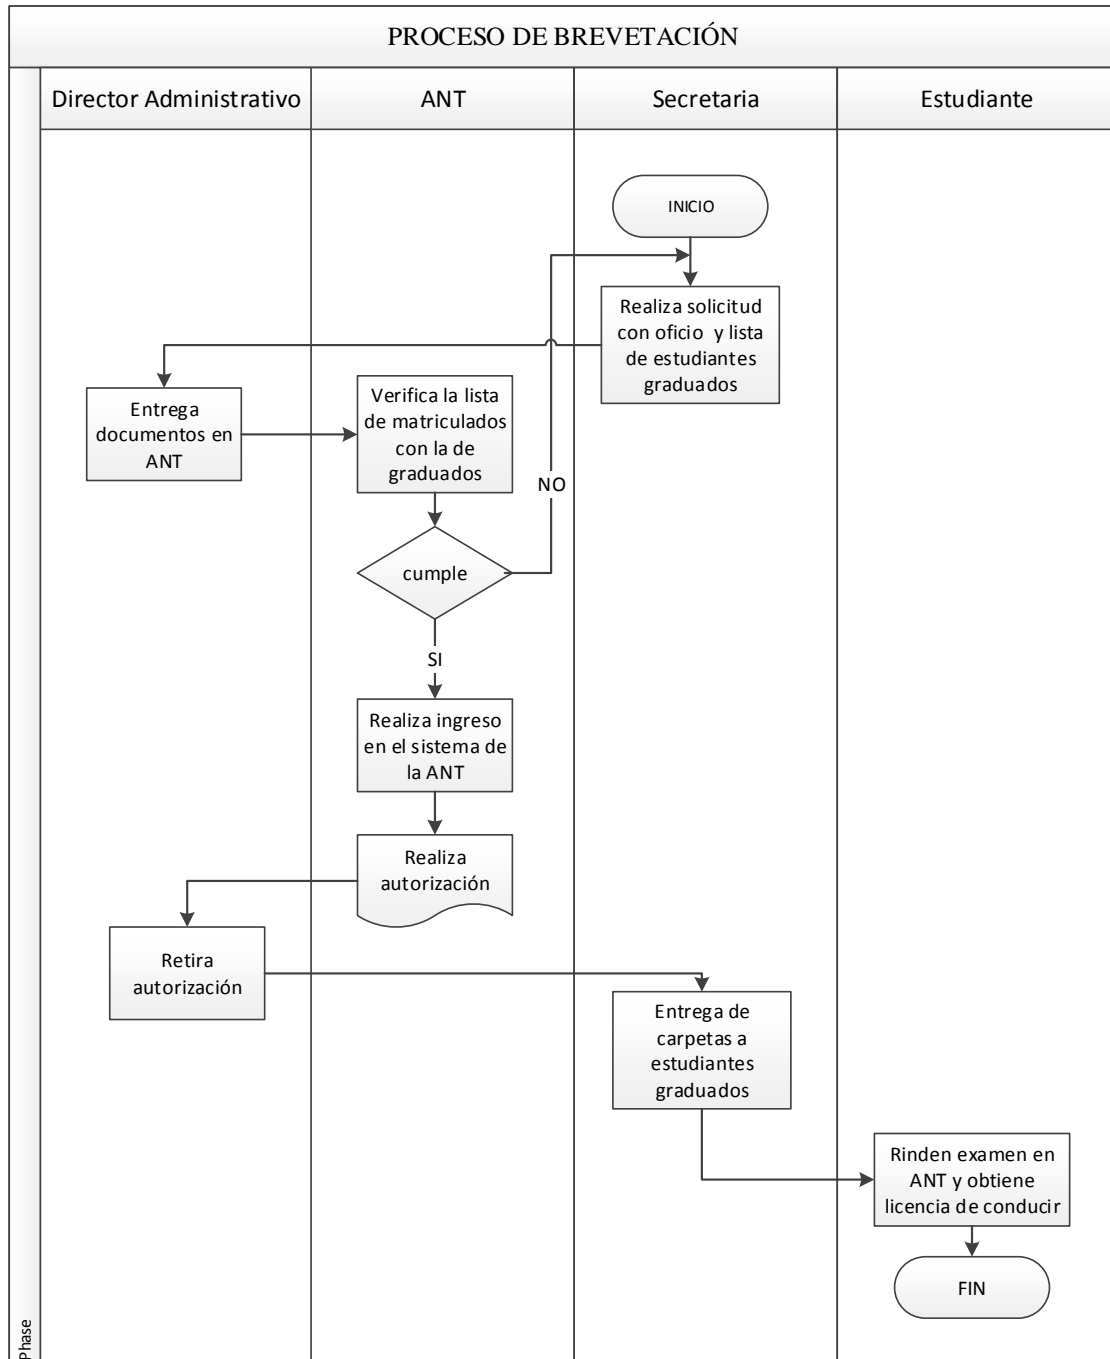 PROCESO DE BREVETACIÓN
Director Administrativo
ANT
Secretaria
Estudiante
INICIO
Realiza solicitud
con oficio y lista
de estudiantes
graduados
Entrega
documentos en
ANT
Verifica la lista
de matriculados
con la de
graduados
NO
cumple
SI
Realiza ingreso
en el sistema de
la ANT
Realiza
autorización
Retira
autorización
Entrega de
carpetas a
estudiantes
graduados
Rinden examen en
ANT y obtiene
licencia de conducir
FIN
Phase